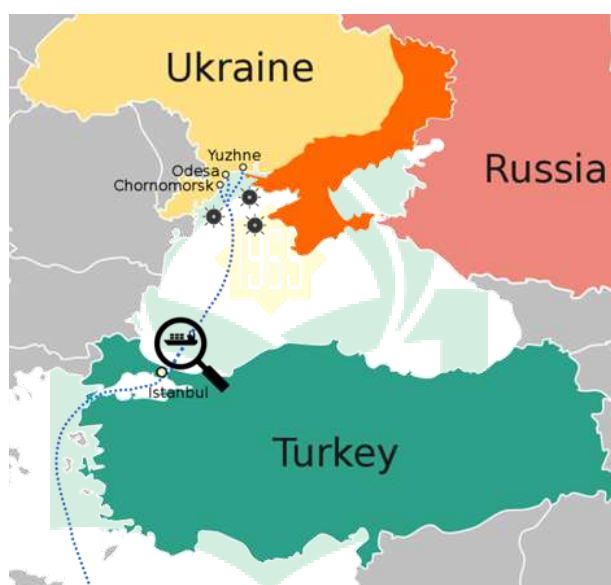 Ukraine
Yuzhne
Odesa
Chornomorsk
Russia
Istanbul
Turkey